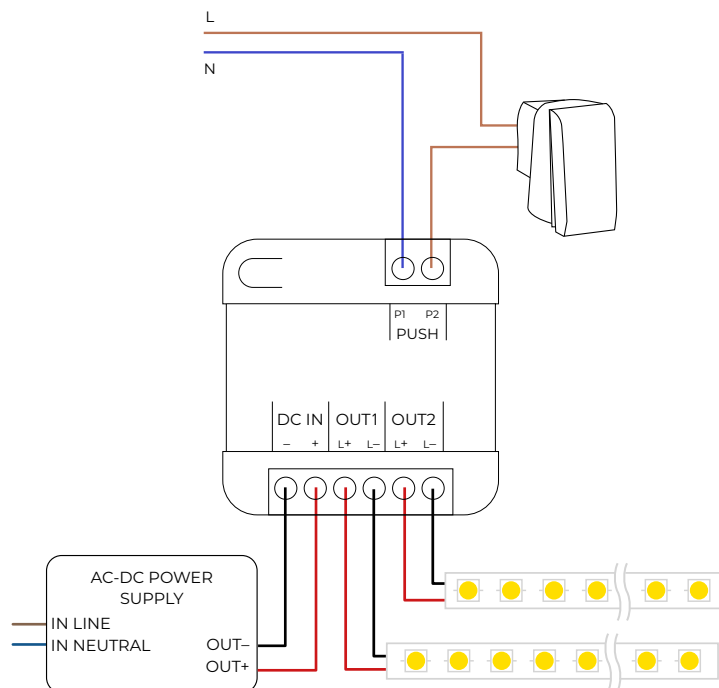 L
N
P1 P2
PUSH
DC IN OUT1 OUT2
– + L+ L– L+ L–
AC-DC POWER
SUPPLY
IN LINE
IN NEUTRAL
OUT–
OUT+